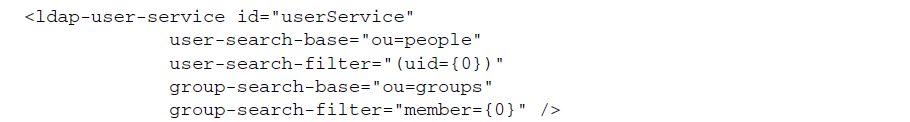 <ldap-user-service id="userService"
user-search-base="ou=people"
user-search-filter="(uid={0})"
group-search-base="ou=groups"
group-search-filter="member={0}" />